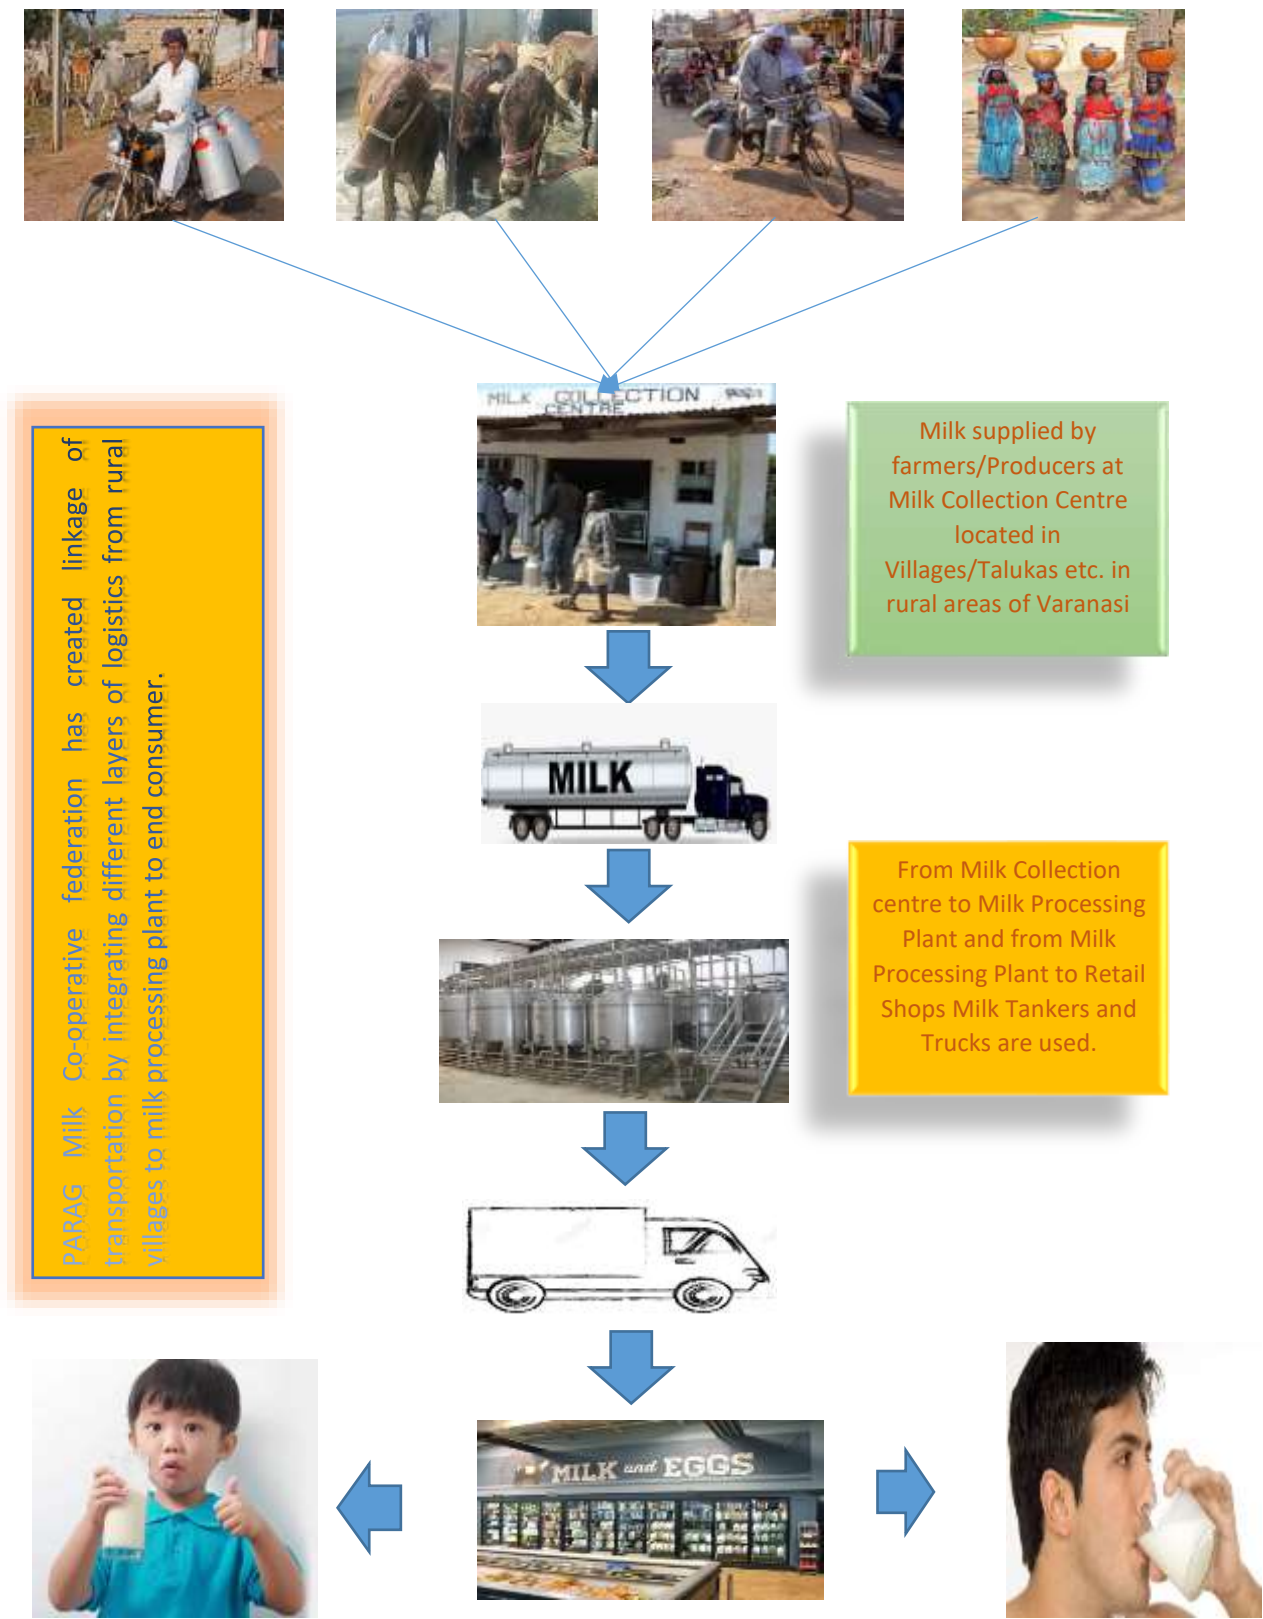 MILK COLLECTION
CENTRE
PARAG Milk Co-operative federation has created linkage of
transportation by integrating different layers of logistics from rural
villages to milk processing plant to end consumer.
Milk supplied by
farmers/Producers at
Milk Collection Centre
located in
Villages/Talukas etc. in
rural areas of Varanasi
MILK
From Milk Collection
centre to Milk Processing
Plant and from Milk
Processing Plant to Retail
Shops Milk Tankers and
Trucks are used.
MILK and EGGS